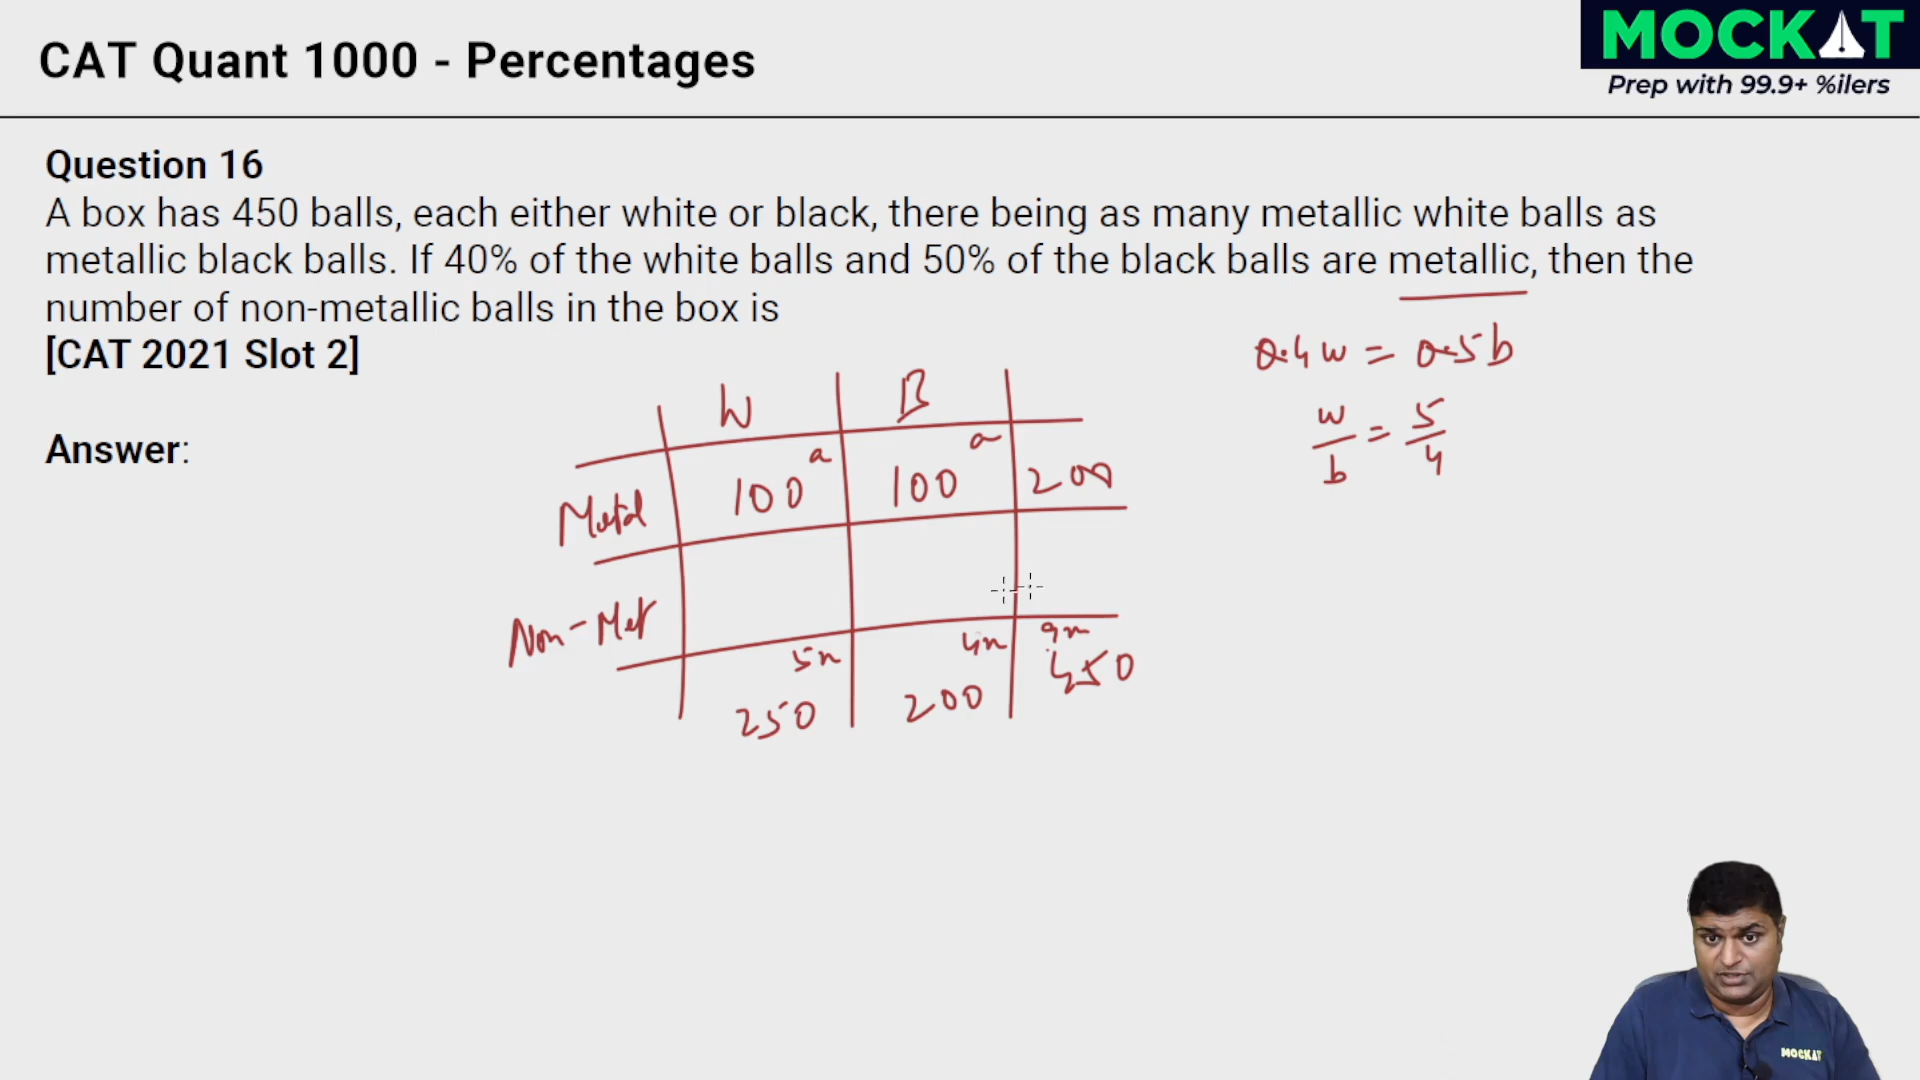 CAT Quant 1000 - Percentages
MOCKAT
Prep with 99.9+ %ilers
Question 16
A box has 450 balls, each either white or black, there being as many metallic white balls as
metallic black balls. If 40% of the white balls and 50% of the black balls are metallic, then the
number of non-metallic balls in the box is
[CAT 2021 Slot 2]
0.4w = 0.5b
w/b = 5/4
Answer:
W B
a a
Metal 100 100 200
Non-Met
5x 4x 9x
250 200 450
MOCKAT